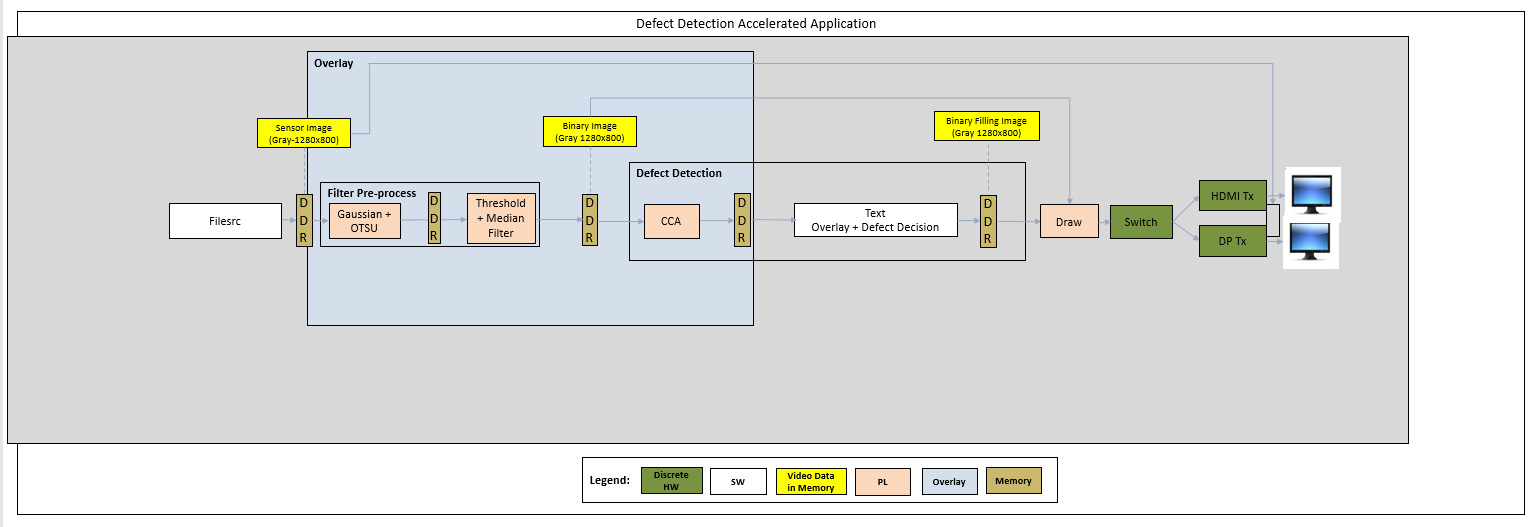 Defect Detection Accelerated Application
Overlay
Sensor Image
(Gray-1280x800)
Binary Image
(Gray 1280x800)
Binary Filling Image
(Gray 1280x800)
Defect Detection
Filter Pre-process
Filesrc
D
D
R
Gaussian +
OTSU
D
D
R
Threshold
+ Median
Filter
D
D
R
CCA
D
D
R
Text
Overlay + Defect Decision
D
D
R
Draw
Switch
HDMI Tx
DP Tx
Legend:
Discrete
HW
SW
Video Data
in Memory
PL
Overlay
Memory